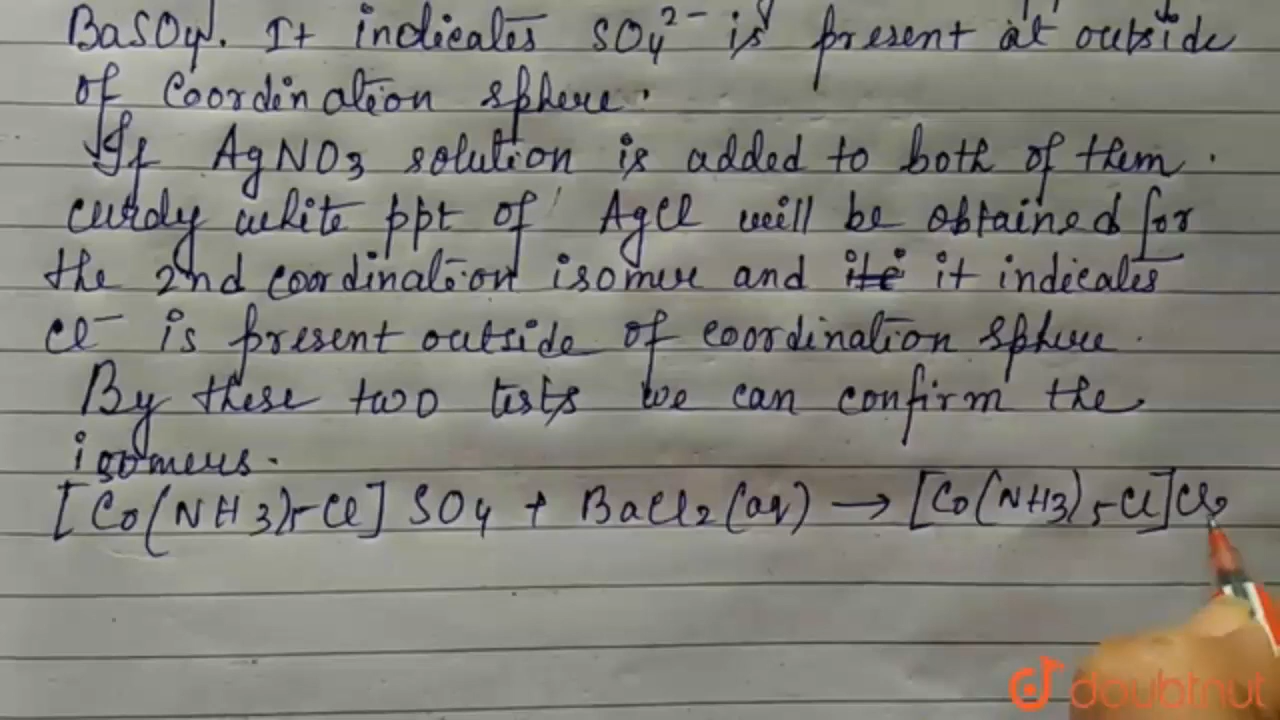 BaSO4. It indicates SO4²⁻ is present at outside
of Coordination sphere.
If AgNO3 solution is added to both of them.
curdy white ppt of AgCl will be obtained for
the 2nd coordination isomer and it indicates
Cl⁻ is present outside of coordination sphere.
By these two tests we can confirm the
isomers.
[Co(NH3)5Cl] SO4 + BaCl2(aq) → [Co(NH3)5Cl]Cl2
doubtnut